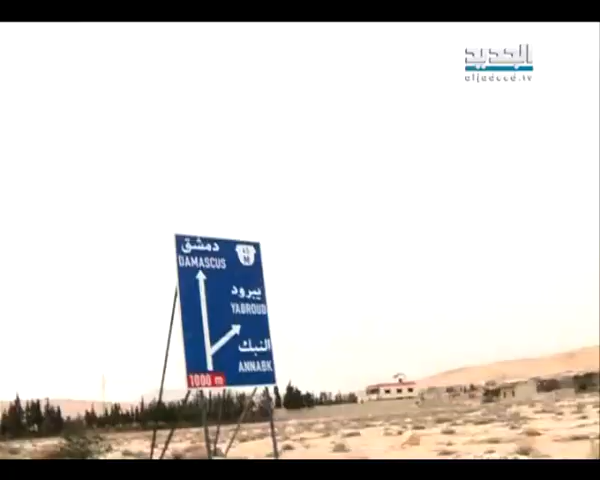 الجديد
aljadeed.tv
دمشق
DAMASCUS
M
يبرود
YABROUD
النبك
ANNABK
1000 m